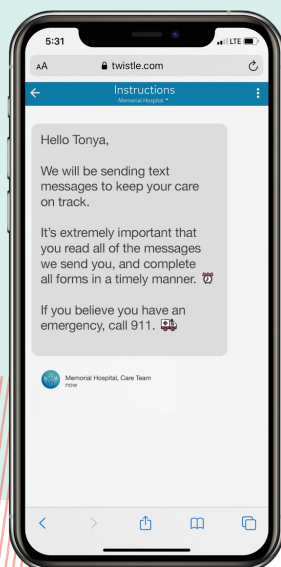 5:31
LTE
AA
twistle.com
Instructions
Memorial Hospital
Hello Tonya,
We will be sending text
messages to keep your care
on track.
It's extremely important that
you read all of the messages
we send you, and complete
all forms in a timely manner. ⏰
If you believe you have an
emergency, call 911. 🚑
Memorial Hospital, Care Team
now